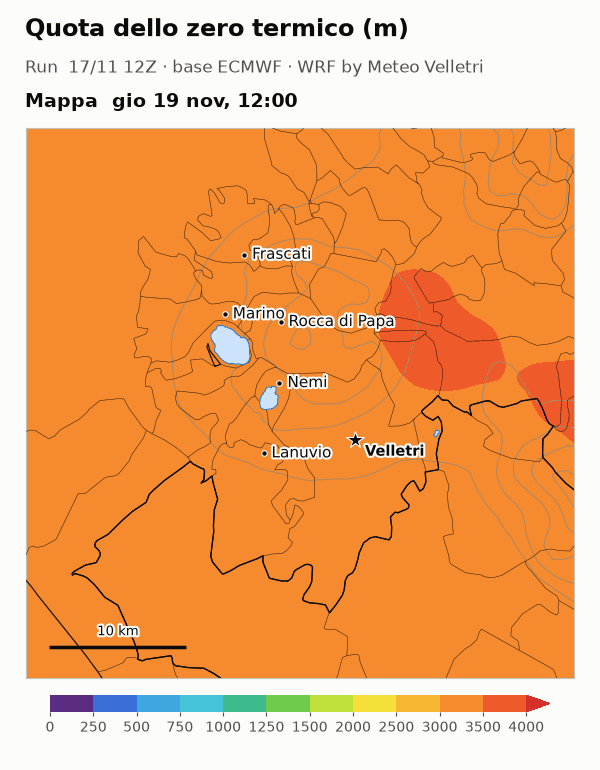 Quota dello zero termico (m)
Run  17/11 12Z · base ECMWF · WRF by Meteo Velletri
Mappa  gio 19 nov, 12:00
Frascati
Marino
Rocca di Papa
Nemi
Velletri
Lanuvio
10 km
0 250 500 750 1000 1250 1500 2000 2500 3000 3500 4000